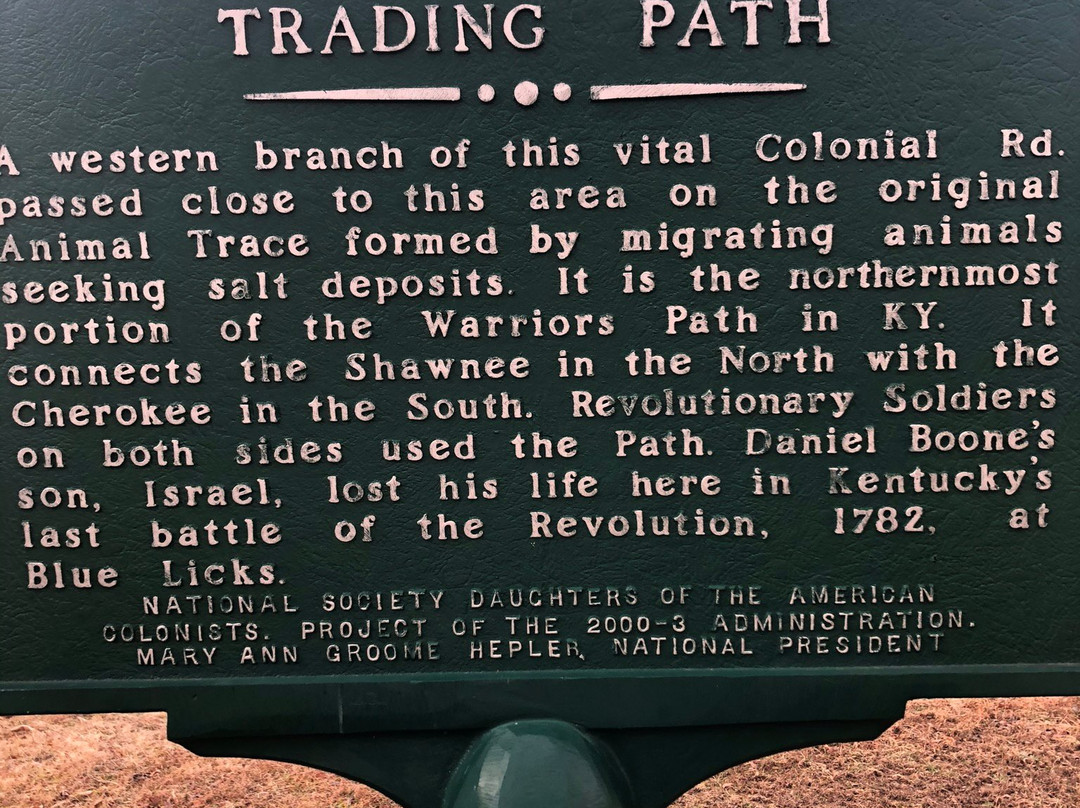 TRADING PATH
A western branch of this vital Colonial Rd.
passed close to this area on the original
Animal Trace formed by migrating animals
seeking salt deposits. It is the northernmost
portion of the Warriors Path in KY. It
connects the Shawnee in the North with the
Cherokee in the South. Revolutionary Soldiers
on both sides used the Path. Daniel Boone's
son, Israel, lost his life here in Kentucky's
last battle of the Revolution, 1782, at
Blue Licks.
NATIONAL SOCIETY DAUGHTERS OF THE AMERICAN
COLONISTS. PROJECT OF THE 2000-3 ADMINISTRATION.
MARY ANN GROOME HEPLER, NATIONAL PRESIDENT